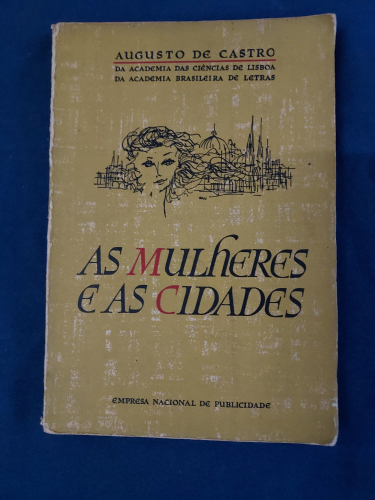 AUGUSTO DE CASTRO
DA ACADEMIA DAS CIÊNCIAS DE LISBOA
DA ACADEMIA BRASILEIRA DE LETRAS
AS MULHERES
E AS CIDADES
EMPRESA NACIONAL DE PUBLICIDADE